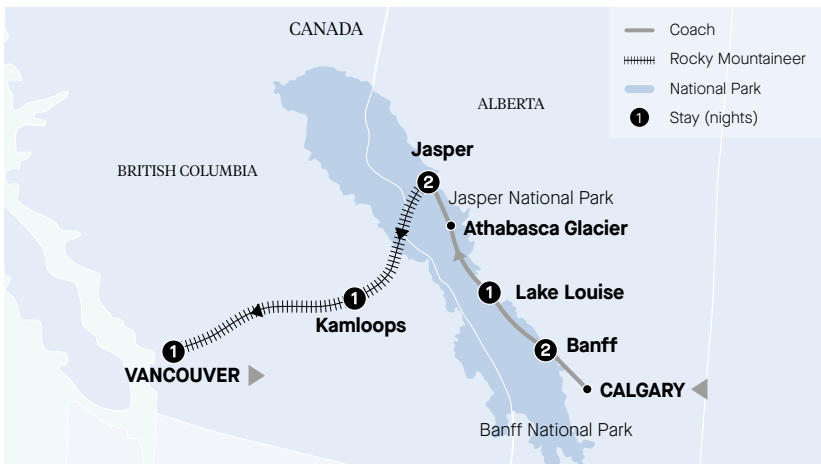 CANADA
Coach
Rocky Mountaineer
National Park
1 Stay (nights)
ALBERTA
BRITISH COLUMBIA
Jasper
2
Jasper National Park
Athabasca Glacier
1 Lake Louise
1
Kamloops
2 Banff
1
VANCOUVER
CALGARY
Banff National Park